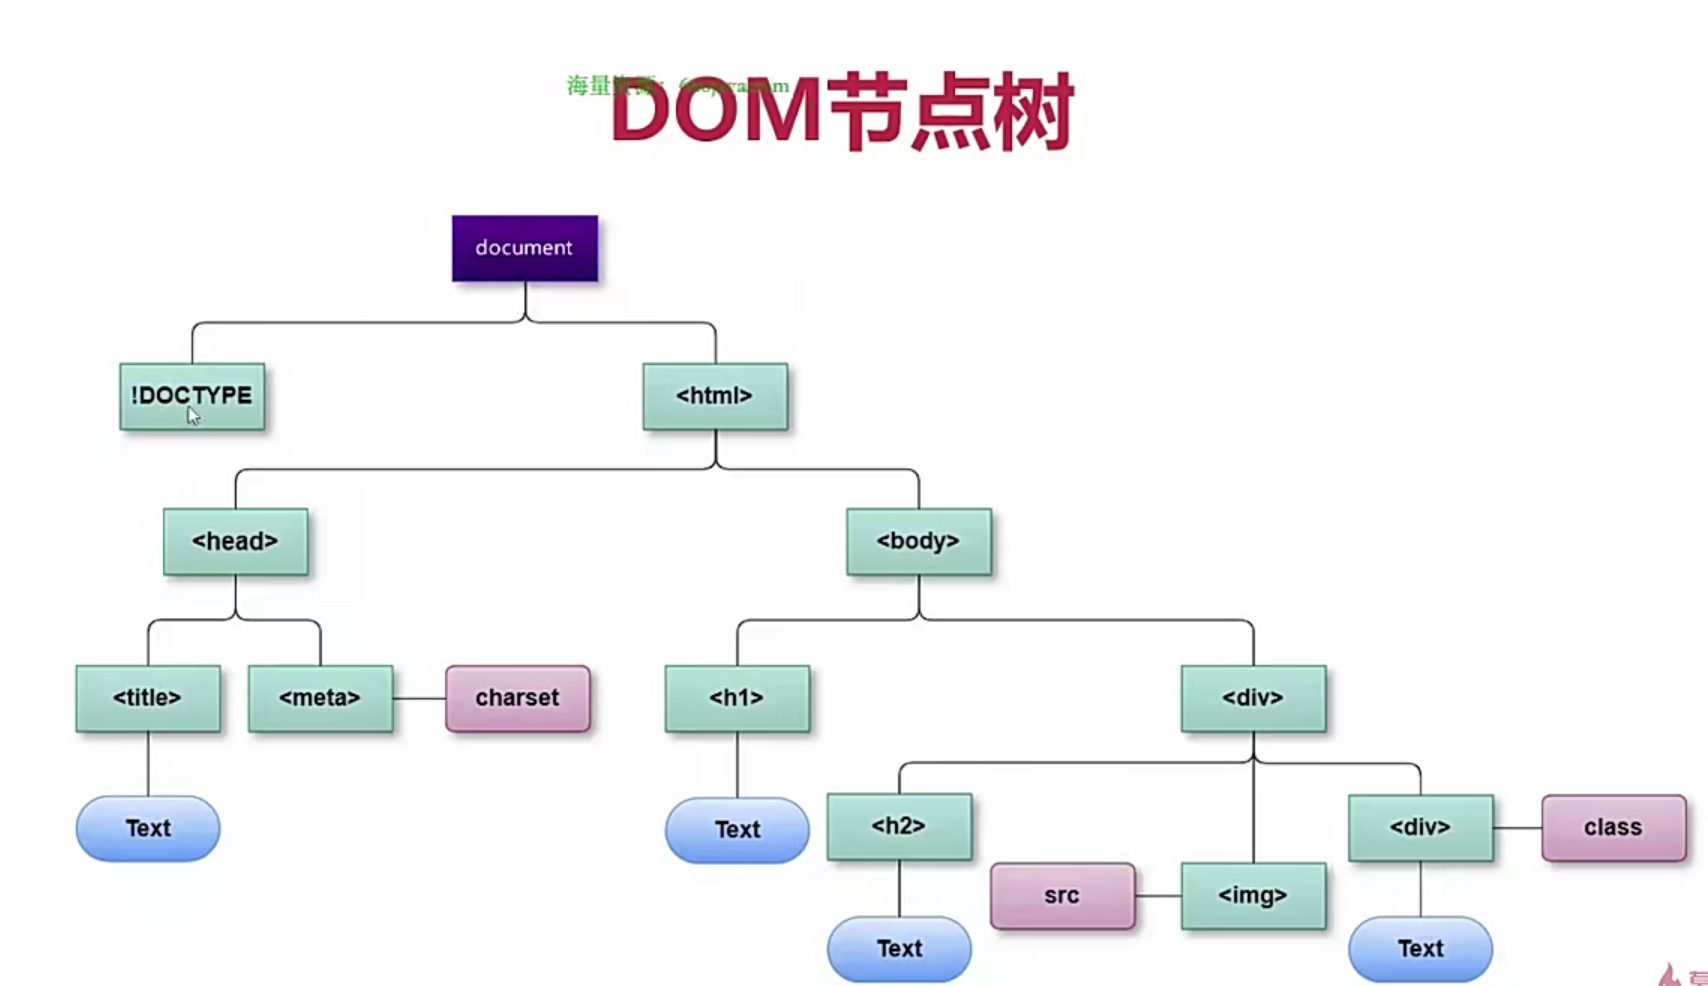 海量资源：
DOM节点树
document
!DOCTYPE
<html>
<head>
<body>
<title>
<meta>
charset
<h1>
<div>
Text
Text
<h2>
<div>
class
src
<img>
Text
Text